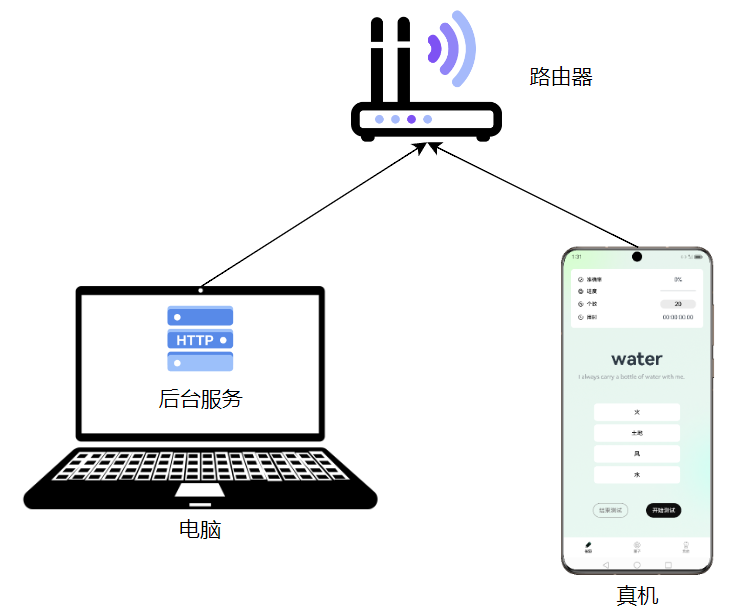 路由器
HTTP
后台服务
电脑
1:31
准确率 0%
进度
个数 20
用时 00:00:00:00
water
I always carry a bottle of water with me.
火
土地
风
水
结束测试 开始测试
真机